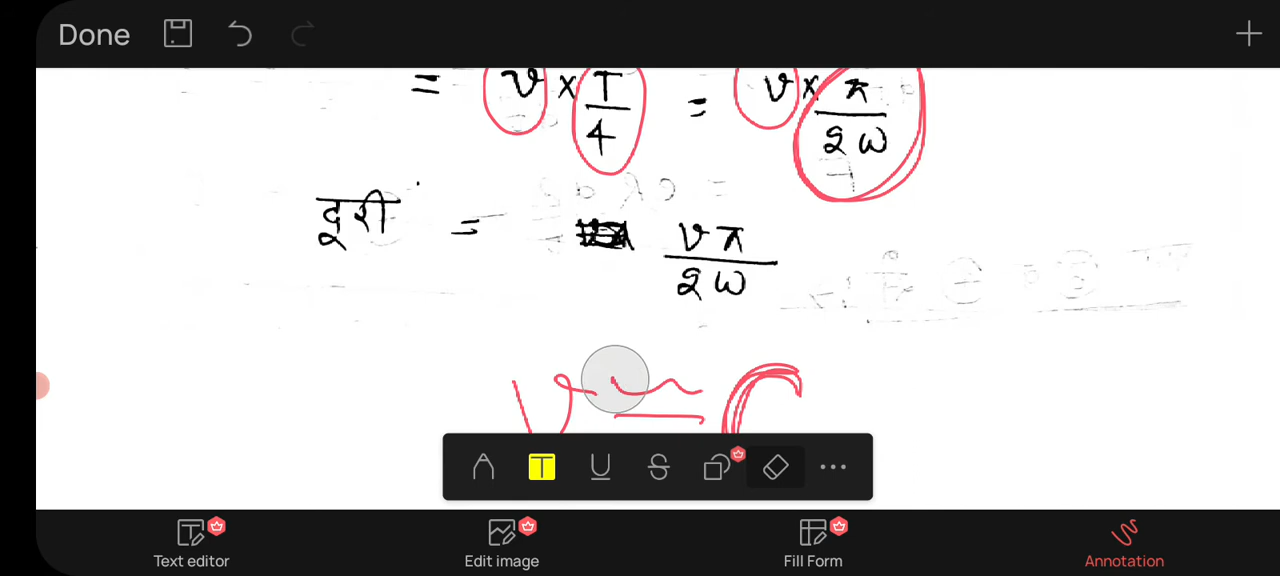 Done
= v × T/4 = v × π/2ω
दूरी = vπ/2ω
v
Text editor
Edit image
Fill Form
Annotation